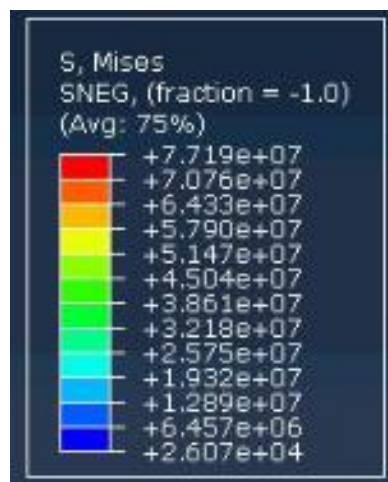 S, Mises
SNEG, (fraction = -1.0)
(Avg: 75%)
+7.719e+07
+7.076e+07
+6.433e+07
+5.790e+07
+5.147e+07
+4.504e+07
+3.861e+07
+3.218e+07
+2.575e+07
+1.932e+07
+1.289e+07
+6.457e+06
+2.607e+04